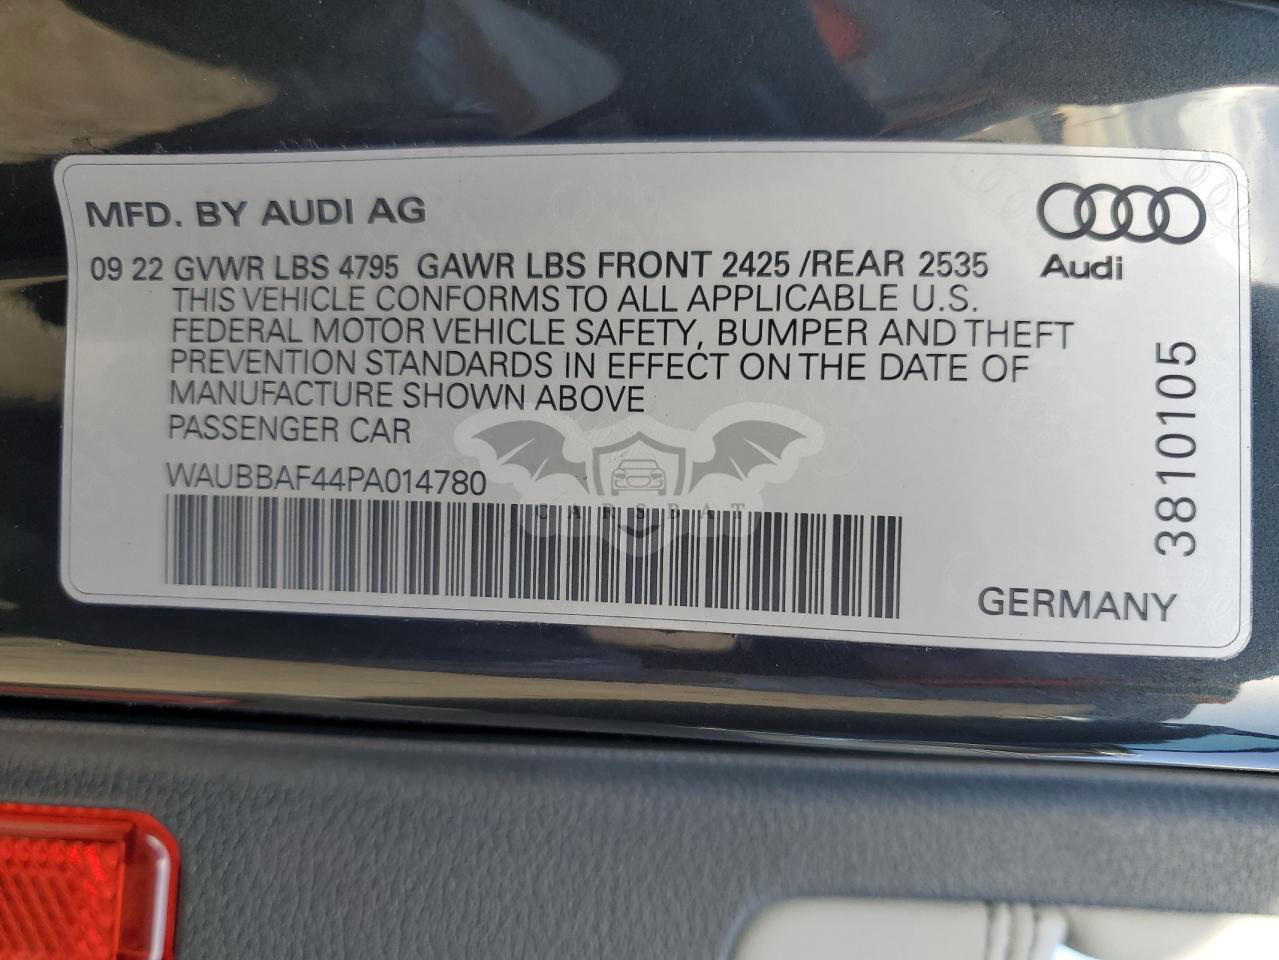 MFD. BY AUDI AG
09 22 GVWR LBS 4795 GAWR LBS FRONT 2425 /REAR 2535
THIS VEHICLE CONFORMS TO ALL APPLICABLE U.S.
FEDERAL MOTOR VEHICLE SAFETY, BUMPER AND THEFT
PREVENTION STANDARDS IN EFFECT ON THE DATE OF
MANUFACTURE SHOWN ABOVE
PASSENGER CAR
WAUBBAF44PA014780
CARSBAT
Audi
3810105
GERMANY